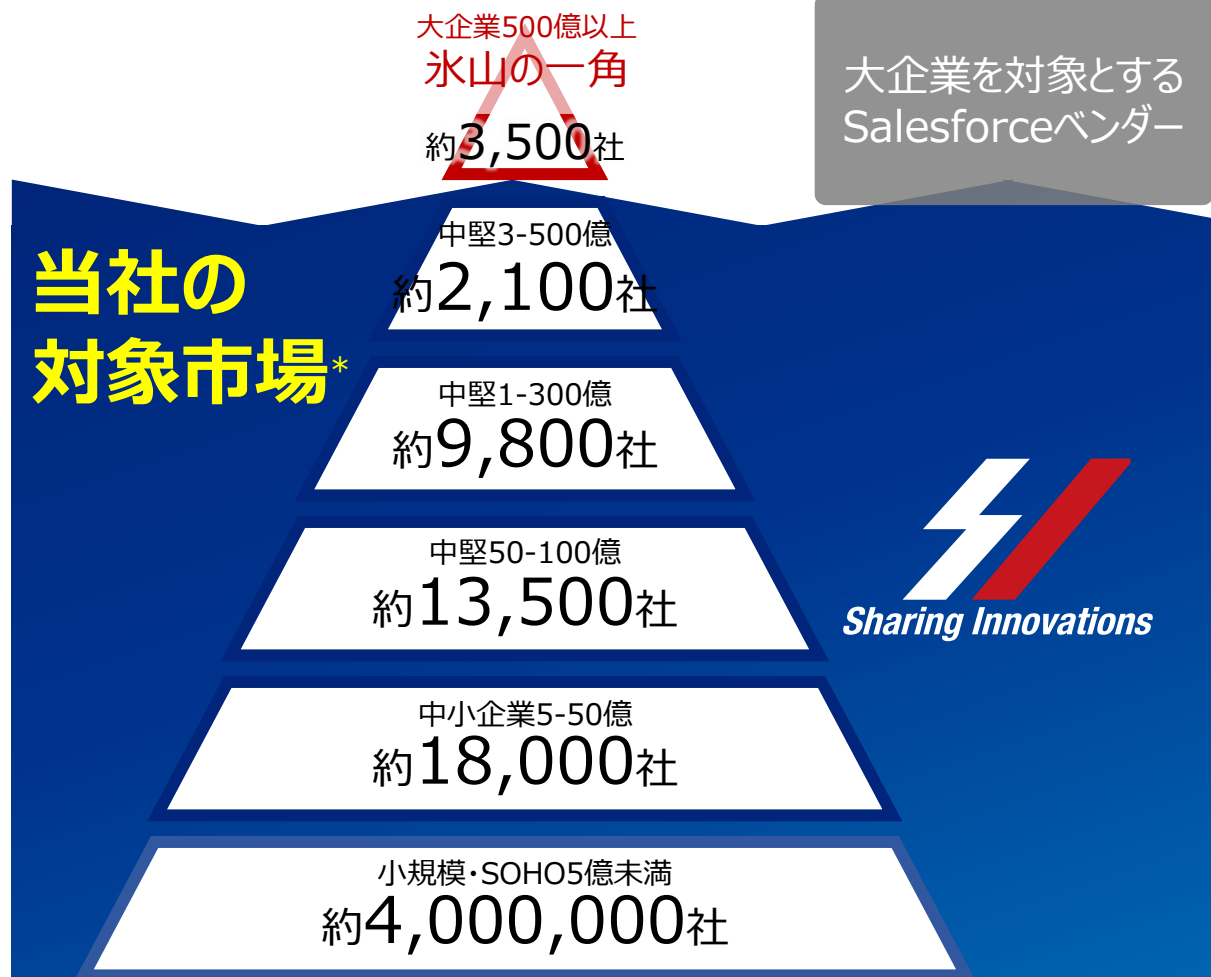 大企業500億以上
氷山の一角
約3,500社
大企業を対象とする
Salesforceベンダー
当社の
対象市場*
中堅3-500億
約2,100社
中堅1-300億
約9,800社
中堅50-100億
約13,500社
中小企業5-50億
約18,000社
小規模・SOHO5億未満
約4,000,000社
Sharing Innovations